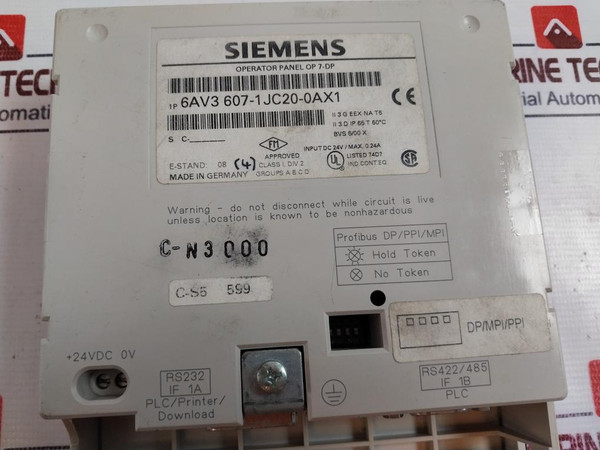 SIEMENS
OPERATOR PANEL OP 7-DP
1P 6AV3 607-1JC20-0AX1
CE
II 3 G EEX NA T6
II 3 D IP 65 T 60°C
BVS 5/00 X
S C-
FM
APPROVED
CLASS I, DIV 2
GROUPS A B C D
INPUT DC 24V / MAX. 0.24A
UL LISTED 74D7
IND CONT EQ
E-STAND: 08 (4)
MADE IN GERMANY
Warning - do not disconnect while circuit is live
unless location is known to be nonhazardous
C-N3000
C-S5 599
Profibus DP/PPI/MPI
Hold Token
No Token
DP/MPI/PPI
+24VDC 0V
RS232
IF 1A
PLC/Printer/
Download
RS422/485
IF 1B
PLC